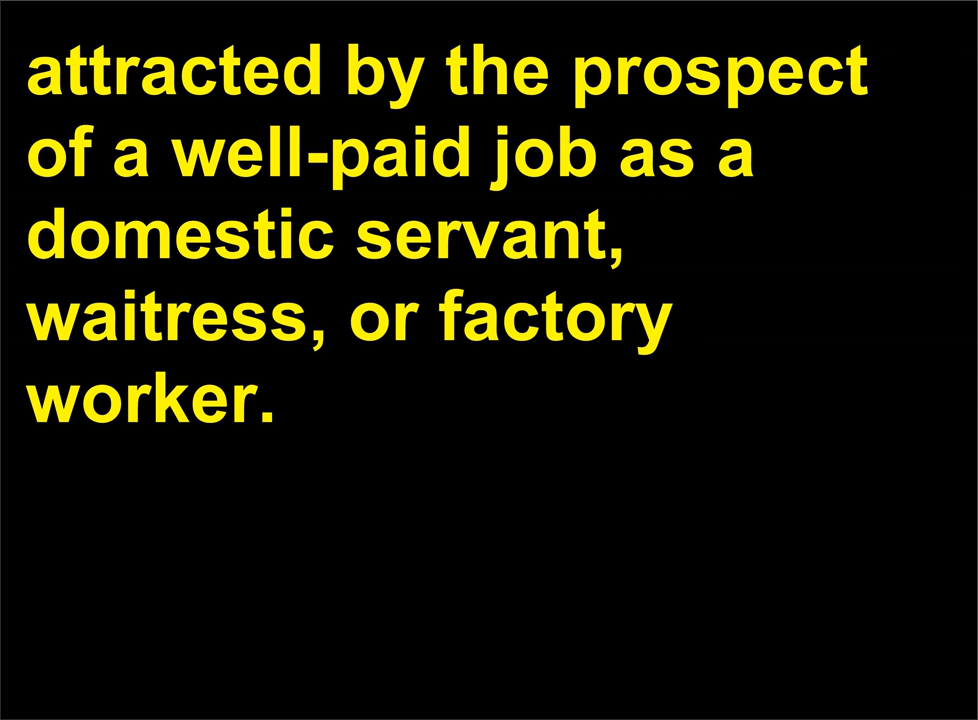 attracted by the prospect
of a well-paid job as a
domestic servant,
waitress, or factory
worker.